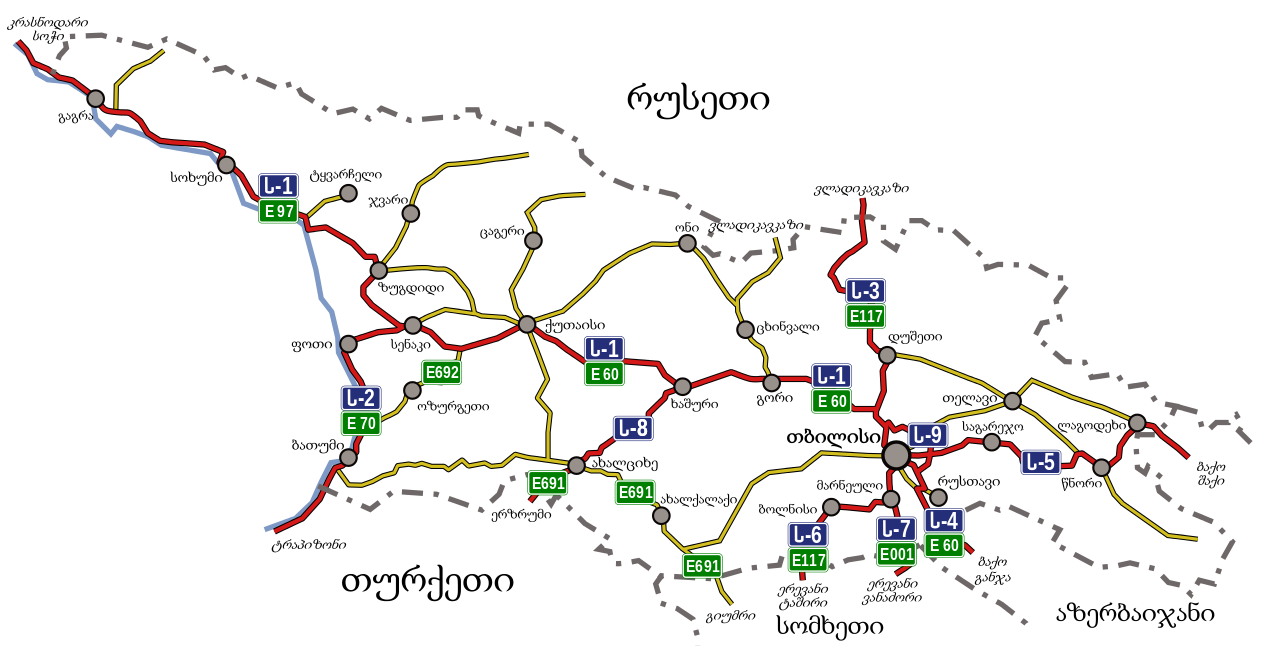 კრასნოდარი
სოჭი
გაგრა
რუსეთი
სოხუმი
ს-1
E 97
ტყვარჩელი
ჯვარი
ცაგერი
ონი
ვლადიკავკაზი
ვლადიკავკაზი
ზუგდიდი
ს-3
E117
ფოთი
სენაკი
ქუთაისი
ცხინვალი
დუშეთი
ს-1
E 60
E692
ოზურგეთი
ს-2
E 70
ხაშური
გორი
ს-1
E 60
თელავი
ლაგოდეხი
საგარეჯო
ს-8
ს-9
ბათუმი
თბილისი
ახალციხე
ს-5
წნორი
ბაქო
შაქი
E691
E691
ერზრუმი
ახალქალაქი
მარნეული
რუსთავი
ბოლნისი
ს-6
E117
ს-7
E001
ს-4
E 60
ტრაპიზონი
თურქეთი
E691
გიუმრი
ერევანი
ტაშირი
ერევანი
ვანაძორი
ბაქო
განჯა
სომხეთი
აზერბაიჯანი